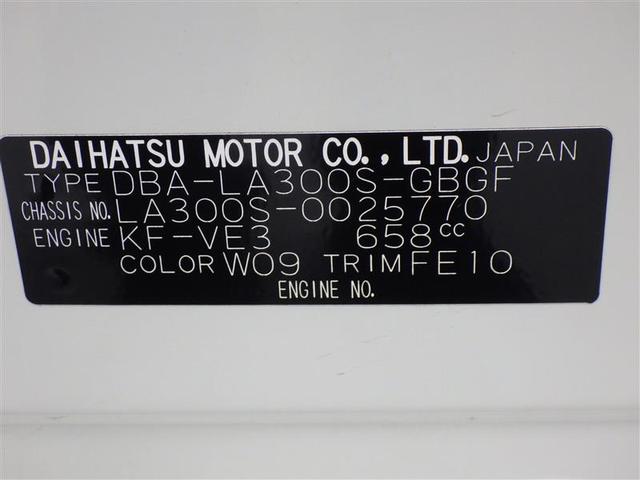 DAIHATSU MOTOR CO., LTD. JAPAN
TYPE DBA-LA300S-GBGF
CHASSIS NO. LA300S-0025770
ENGINE KF-VE3 658cc
COLOR W09 TRIM FE10
ENGINE NO.